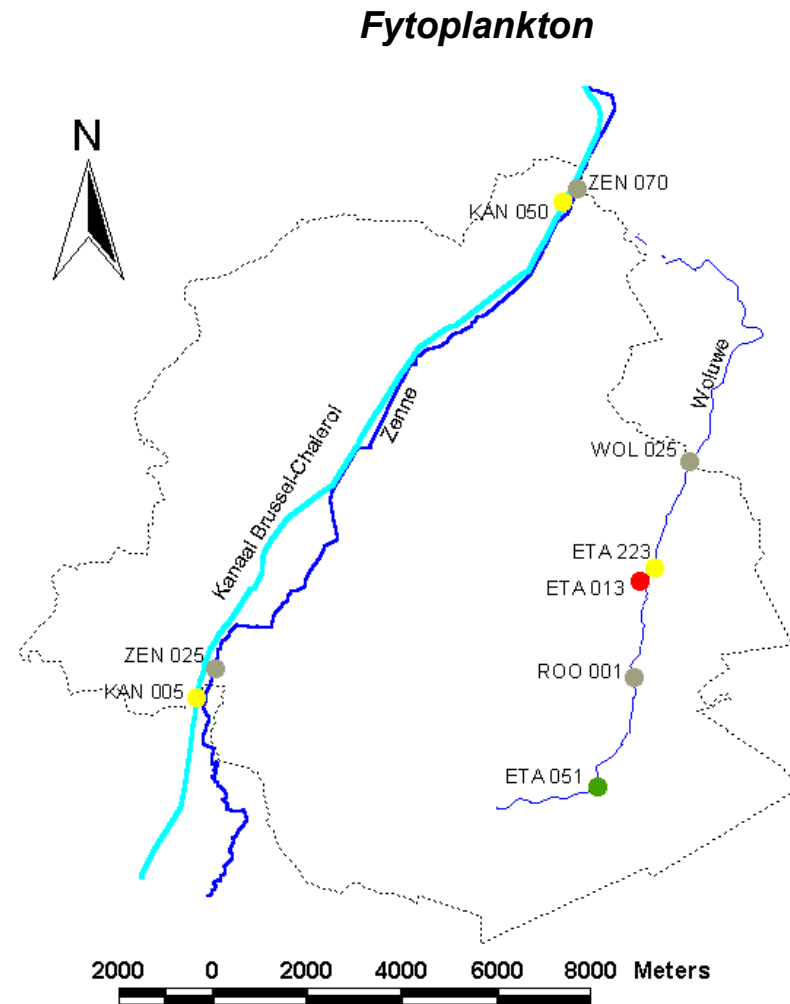 Fytoplankton
N
ZEN 070
KAN 050
Woluwe
Zenne
WOL 025
Kanaal Brussel-Chaleroi
ETA 223
ETA 013
ZEN 025
ROO 001
KAN 005
ETA 051
2000 0 2000 4000 6000 8000 Meters